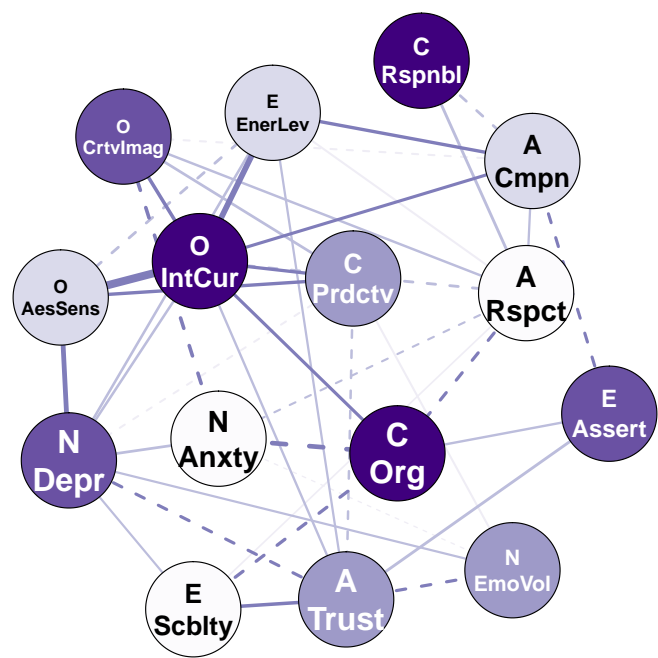 C
Rspnbl
E
EnerLev
O
CrtvImag
A
Cmpn
O
IntCur
C
Prdctv
A
Rspct
O
AesSens
E
Assert
N
Anxty
C
Org
N
Depr
N
EmoVol
A
Trust
E
Scblty